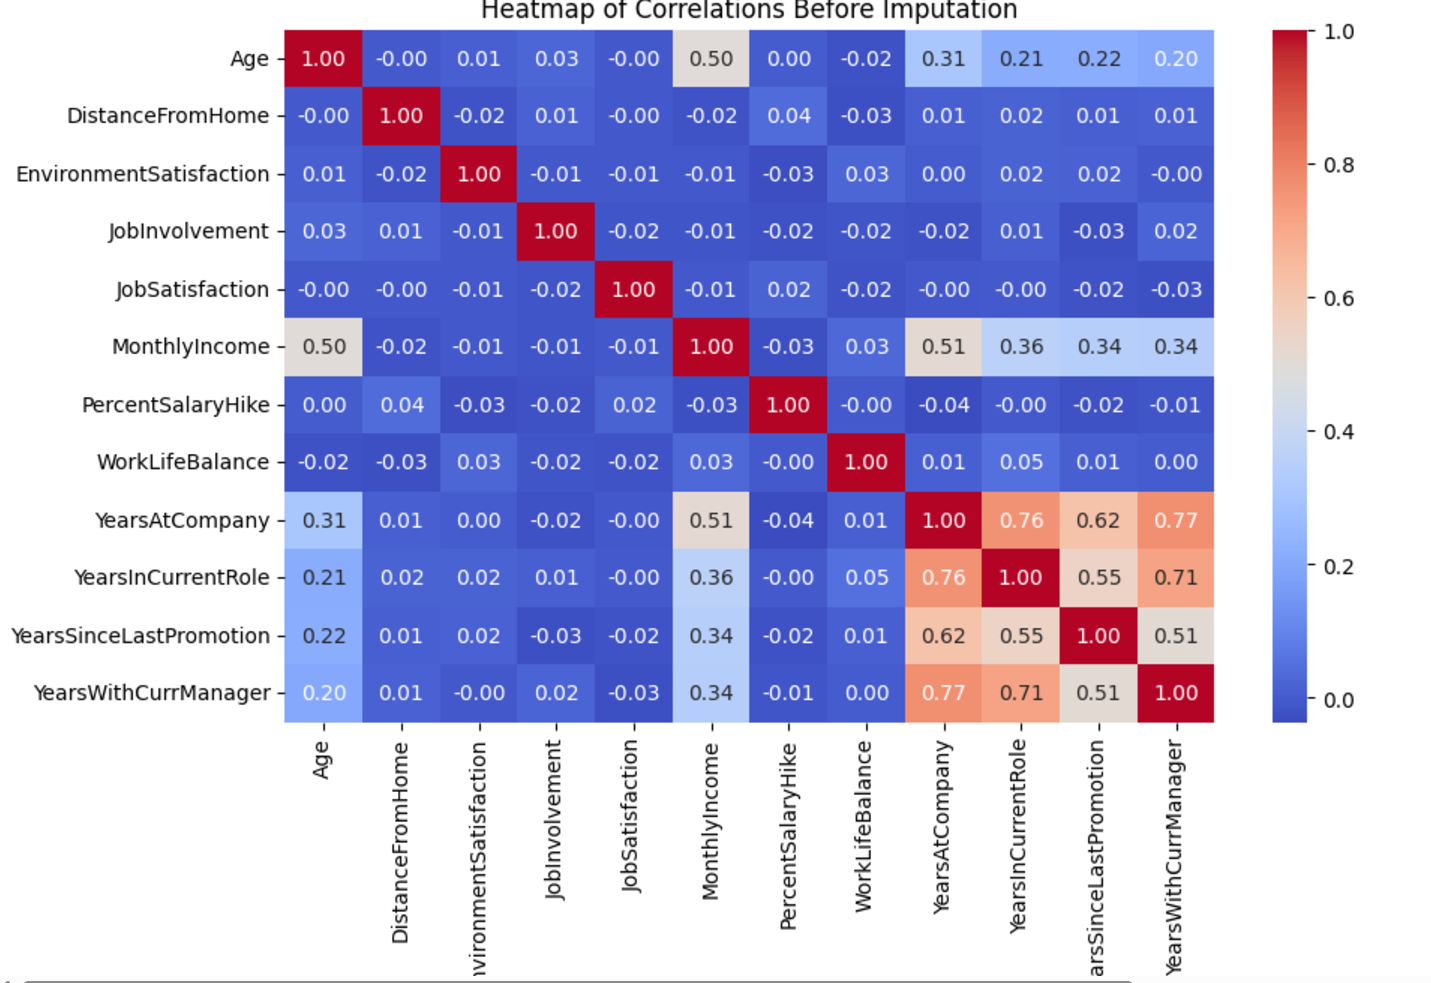 Heatmap of Correlations Before Imputation
Age 1.00 -0.00 0.01 0.03 -0.00 0.50 0.00 -0.02 0.31 0.21 0.22 0.20
DistanceFromHome -0.00 1.00 -0.02 0.01 -0.00 -0.02 0.04 -0.03 0.01 0.02 0.01 0.01
EnvironmentSatisfaction 0.01 -0.02 1.00 -0.01 -0.01 -0.01 -0.03 0.03 0.00 0.02 0.02 -0.00
JobInvolvement 0.03 0.01 -0.01 1.00 -0.02 -0.01 -0.02 -0.02 -0.02 0.01 -0.03 0.02
JobSatisfaction -0.00 -0.00 -0.01 -0.02 1.00 -0.01 0.02 -0.02 -0.00 -0.00 -0.02 -0.03
MonthlyIncome 0.50 -0.02 -0.01 -0.01 -0.01 1.00 -0.03 0.03 0.51 0.36 0.34 0.34
PercentSalaryHike 0.00 0.04 -0.03 -0.02 0.02 -0.03 1.00 -0.00 -0.04 -0.00 -0.02 -0.01
WorkLifeBalance -0.02 -0.03 0.03 -0.02 -0.02 0.03 -0.00 1.00 0.01 0.05 0.01 0.00
YearsAtCompany 0.31 0.01 0.00 -0.02 -0.00 0.51 -0.04 0.01 1.00 0.76 0.62 0.77
YearsInCurrentRole 0.21 0.02 0.02 0.01 -0.00 0.36 -0.00 0.05 0.76 1.00 0.55 0.71
YearsSinceLastPromotion 0.22 0.01 0.02 -0.03 -0.02 0.34 -0.02 0.01 0.62 0.55 1.00 0.51
YearsWithCurrManager 0.20 0.01 -0.00 0.02 -0.03 0.34 -0.01 0.00 0.77 0.71 0.51 1.00
Age
DistanceFromHome
nvironmentSatisfaction
JobInvolvement
JobSatisfaction
MonthlyIncome
PercentSalaryHike
WorkLifeBalance
YearsAtCompany
YearsInCurrentRole
arsSinceLastPromotion
YearsWithCurrManager
1.0
0.8
0.6
0.4
0.2
0.0